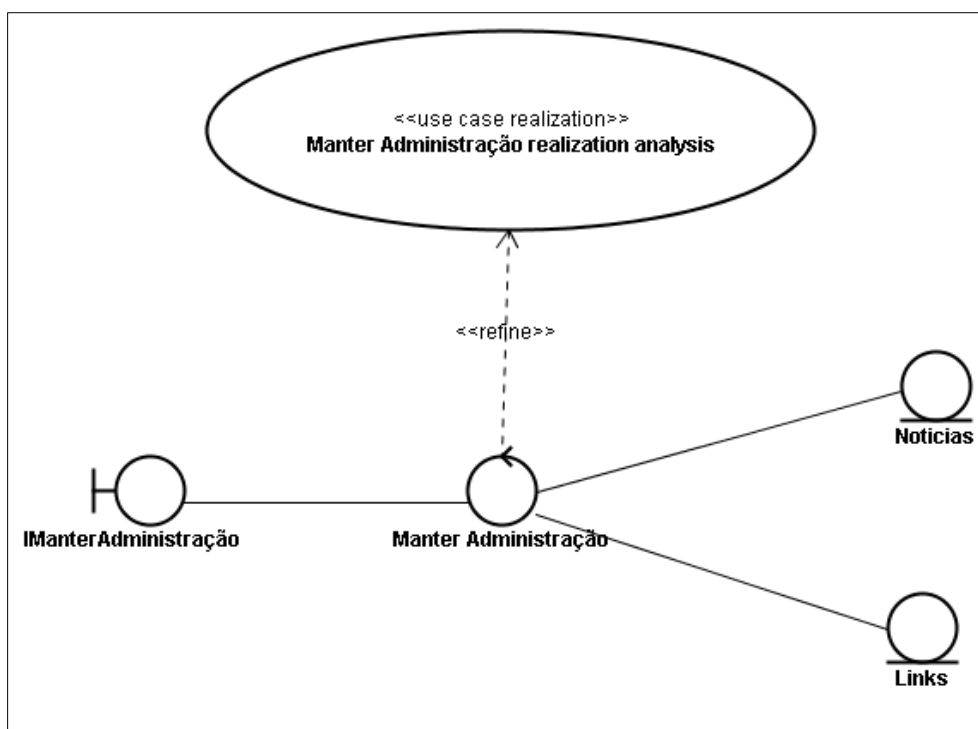 <<use case realization>>
Manter Administração realization analysis
<<refine>>
Noticias
IManterAdministração
Manter Administração
Links